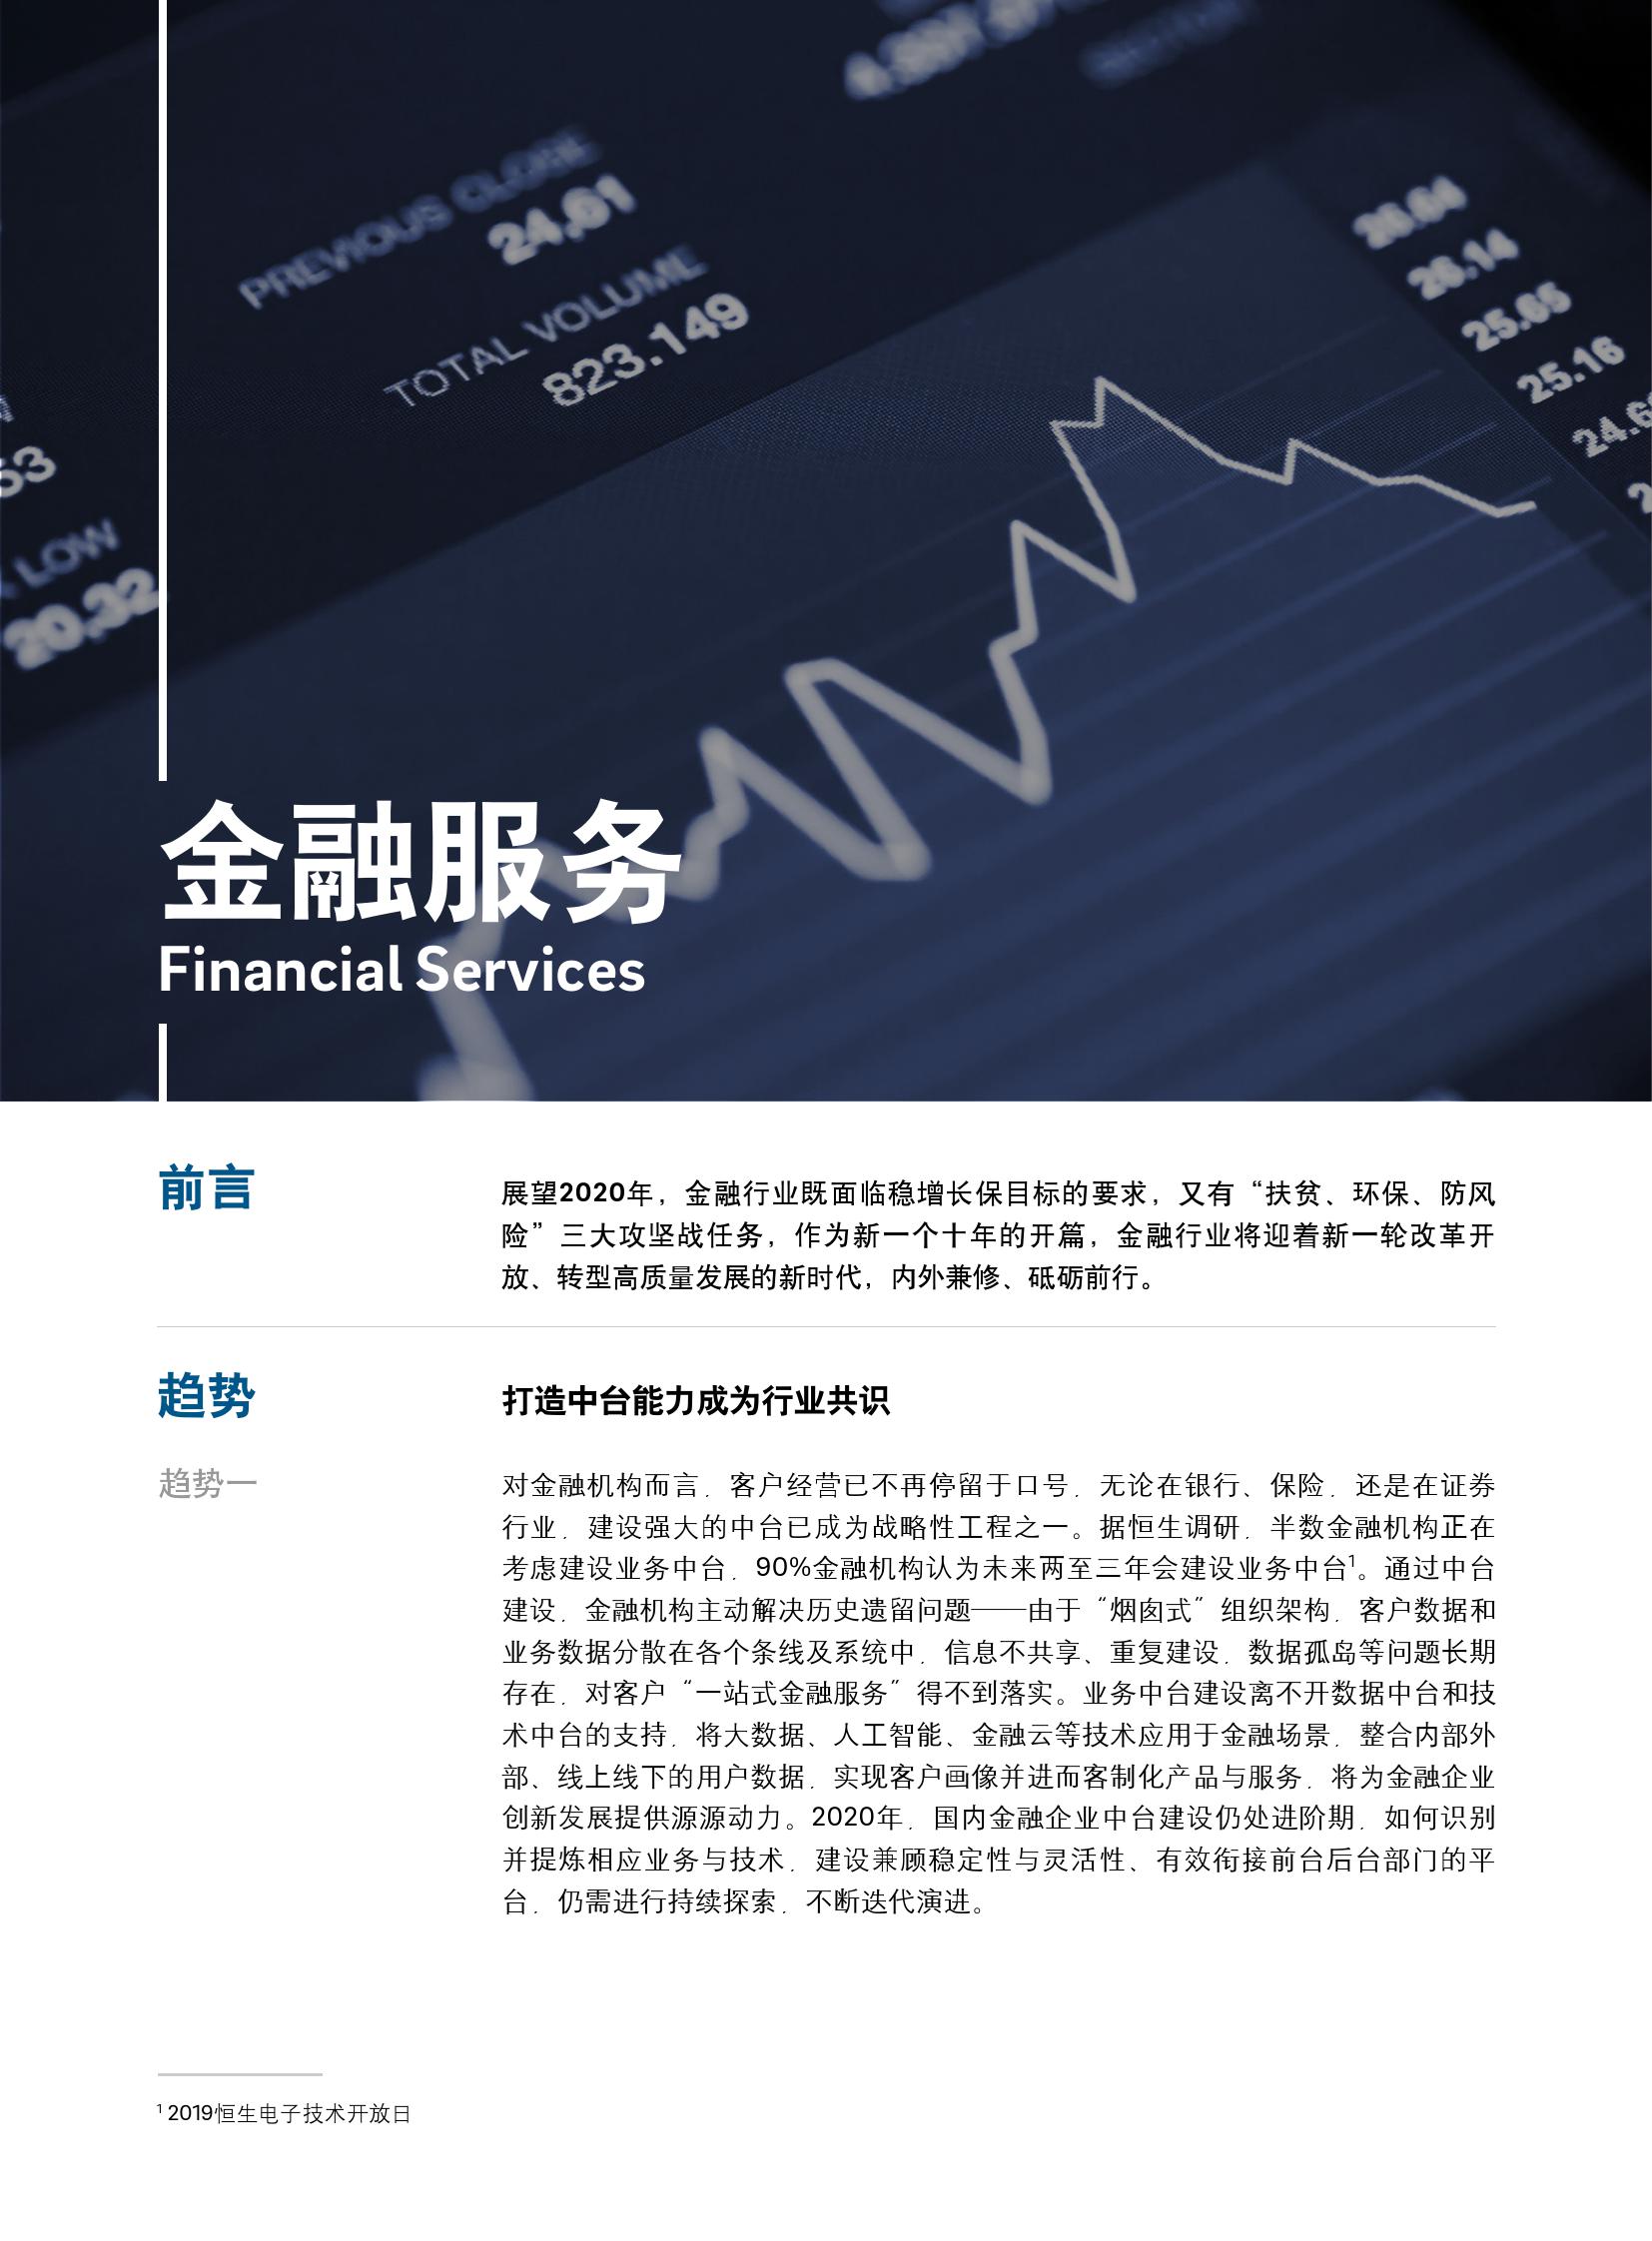 PREVIOUS CLOSE
24,61
TOTAL VOLUME
823.149
26.64
26.14
25.65
25.16
53
LOW
20,32
金融服务
Financial Services
前言
展望2020年，金融行业既面临稳增长保目标的要求，又有“扶贫、环保、防风
险”三大攻坚战任务，作为新一个十年的开篇，金融行业将迎着新一轮改革开
放、转型高质量发展的新时代，内外兼修、砥砺前行。
趋势
打造中台能力成为行业共识
趋势一
对金融机构而言，客户经营已不再停留于口号，无论在银行、保险，还是在证券
行业，建设强大的中台已成为战略性工程之一。据恒生调研，半数金融机构正在
考虑建设业务中台，90%金融机构认为未来两至三年会建设业务中台¹。通过中台
建设，金融机构主动解决历史遗留问题——由于“烟囱式”组织架构，客户数据和
业务数据分散在各个条线及系统中，信息不共享、重复建设，数据孤岛等问题长期
存在，对客户“一站式金融服务”得不到落实。业务中台建设离不开数据中台和技
术中台的支持，将大数据、人工智能、金融云等技术应用于金融场景，整合内部外
部、线上线下的用户数据，实现客户画像并进而客制化产品与服务，将为金融企业
创新发展提供源源动力。2020年，国内金融企业中台建设仍处进阶期，如何识别
并提炼相应业务与技术，建设兼顾稳定性与灵活性、有效衔接前台后台部门的平
台，仍需进行持续探索，不断迭代演进。
¹ 2019恒生电子技术开放日